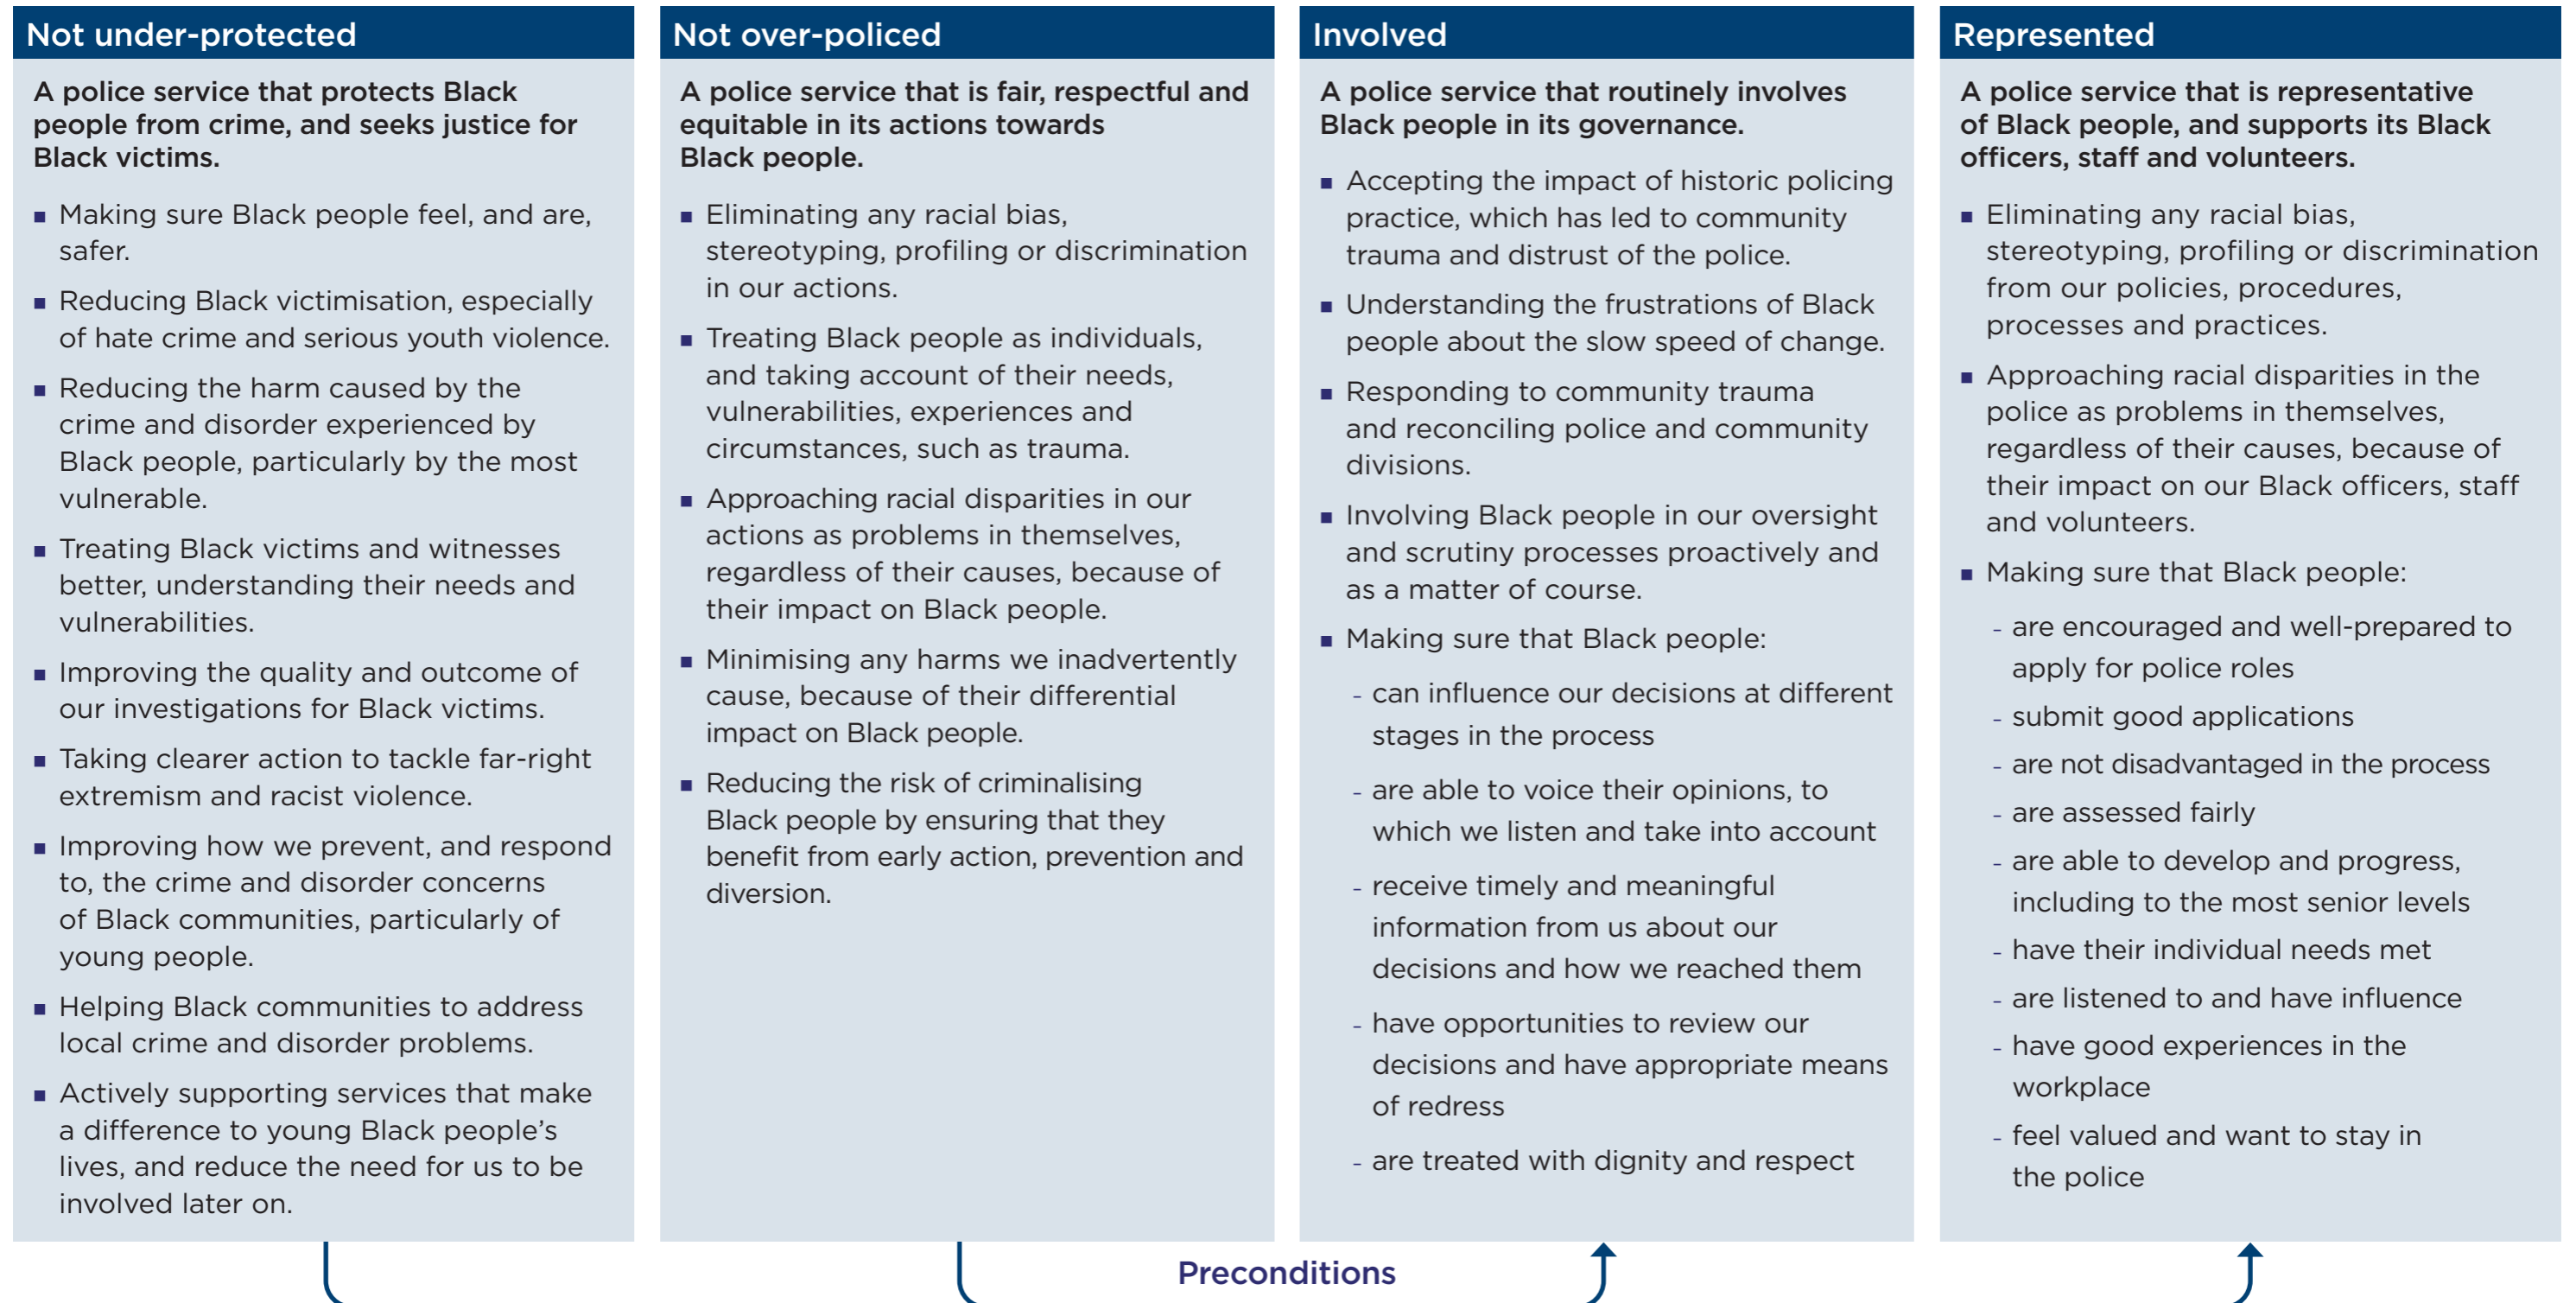 Not under-protected
A police service that protects Black
people from crime, and seeks justice for
Black victims.
■ Making sure Black people feel, and are,
safer.
■ Reducing Black victimisation, especially
of hate crime and serious youth violence.
■ Reducing the harm caused by the
crime and disorder experienced by
Black people, particularly by the most
vulnerable.
■ Treating Black victims and witnesses
better, understanding their needs and
vulnerabilities.
■ Improving the quality and outcome of
our investigations for Black victims.
■ Taking clearer action to tackle far-right
extremism and racist violence.
■ Improving how we prevent, and respond
to, the crime and disorder concerns
of Black communities, particularly of
young people.
■ Helping Black communities to address
local crime and disorder problems.
■ Actively supporting services that make
a difference to young Black people’s
lives, and reduce the need for us to be
involved later on.
Not over-policed
A police service that is fair, respectful and
equitable in its actions towards
Black people.
■ Eliminating any racial bias,
stereotyping, profiling or discrimination
in our actions.
■ Treating Black people as individuals,
and taking account of their needs,
vulnerabilities, experiences and
circumstances, such as trauma.
■ Approaching racial disparities in our
actions as problems in themselves,
regardless of their causes, because of
their impact on Black people.
■ Minimising any harms we inadvertently
cause, because of their differential
impact on Black people.
■ Reducing the risk of criminalising
Black people by ensuring that they
benefit from early action, prevention and
diversion.
Involved
A police service that routinely involves
Black people in its governance.
■ Accepting the impact of historic policing
practice, which has led to community
trauma and distrust of the police.
■ Understanding the frustrations of Black
people about the slow speed of change.
■ Responding to community trauma
and reconciling police and community
divisions.
■ Involving Black people in our oversight
and scrutiny processes proactively and
as a matter of course.
■ Making sure that Black people:
- can influence our decisions at different
stages in the process
- are able to voice their opinions, to
which we listen and take into account
- receive timely and meaningful
information from us about our
decisions and how we reached them
- have opportunities to review our
decisions and have appropriate means
of redress
- are treated with dignity and respect
Represented
A police service that is representative
of Black people, and supports its Black
officers, staff and volunteers.
■ Eliminating any racial bias,
stereotyping, profiling or discrimination
from our policies, procedures,
processes and practices.
■ Approaching racial disparities in the
police as problems in themselves,
regardless of their causes, because of
their impact on our Black officers, staff
and volunteers.
■ Making sure that Black people:
- are encouraged and well-prepared to
apply for police roles
- submit good applications
- are not disadvantaged in the process
- are assessed fairly
- are able to develop and progress,
including to the most senior levels
- have their individual needs met
- are listened to and have influence
- have good experiences in the
workplace
- feel valued and want to stay in
the police
Preconditions